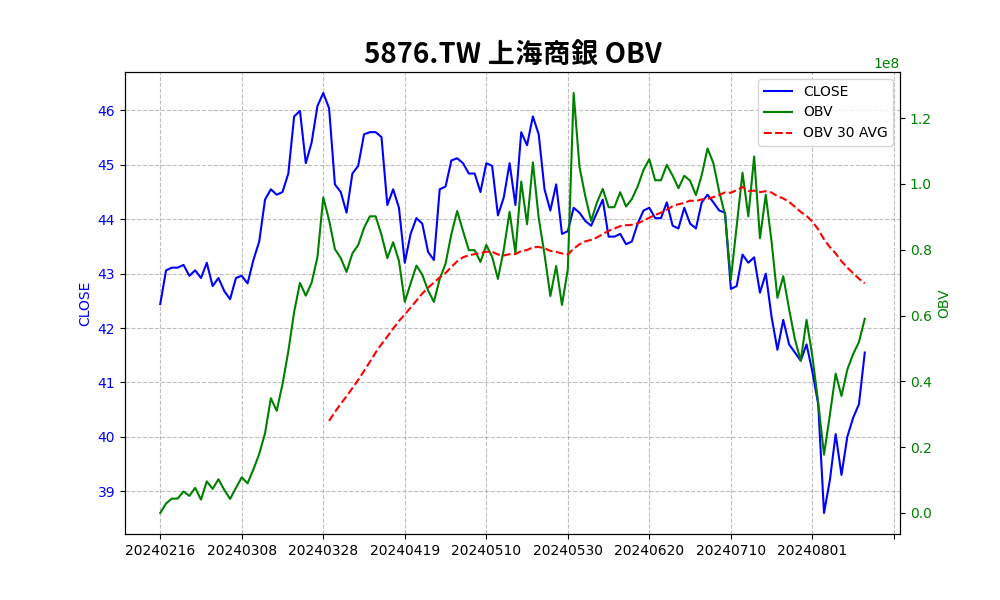 5876.TW 上海商銀 OBV
1e8
CLOSE
OBV
OBV 30 AVG
46
45
44
43
42
41
40
39
CLOSE
1.2
1.0
0.8
0.6
0.4
0.2
0.0
OBV
20240216 20240308 20240328 20240419 20240510 20240530 20240620 20240710 20240801